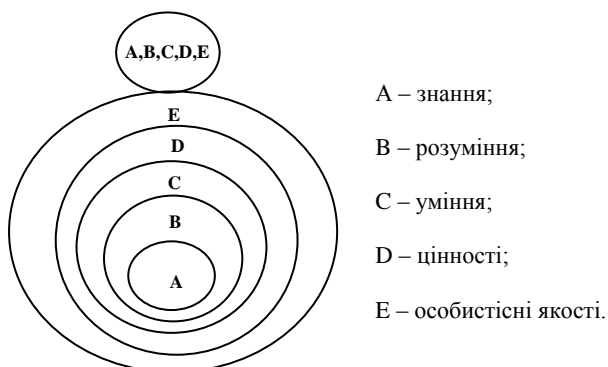 A,B,C,D,E
E
D
C
B
A
A – знання;
B – розуміння;
C – уміння;
D – цінності;
E – особистісні якості.